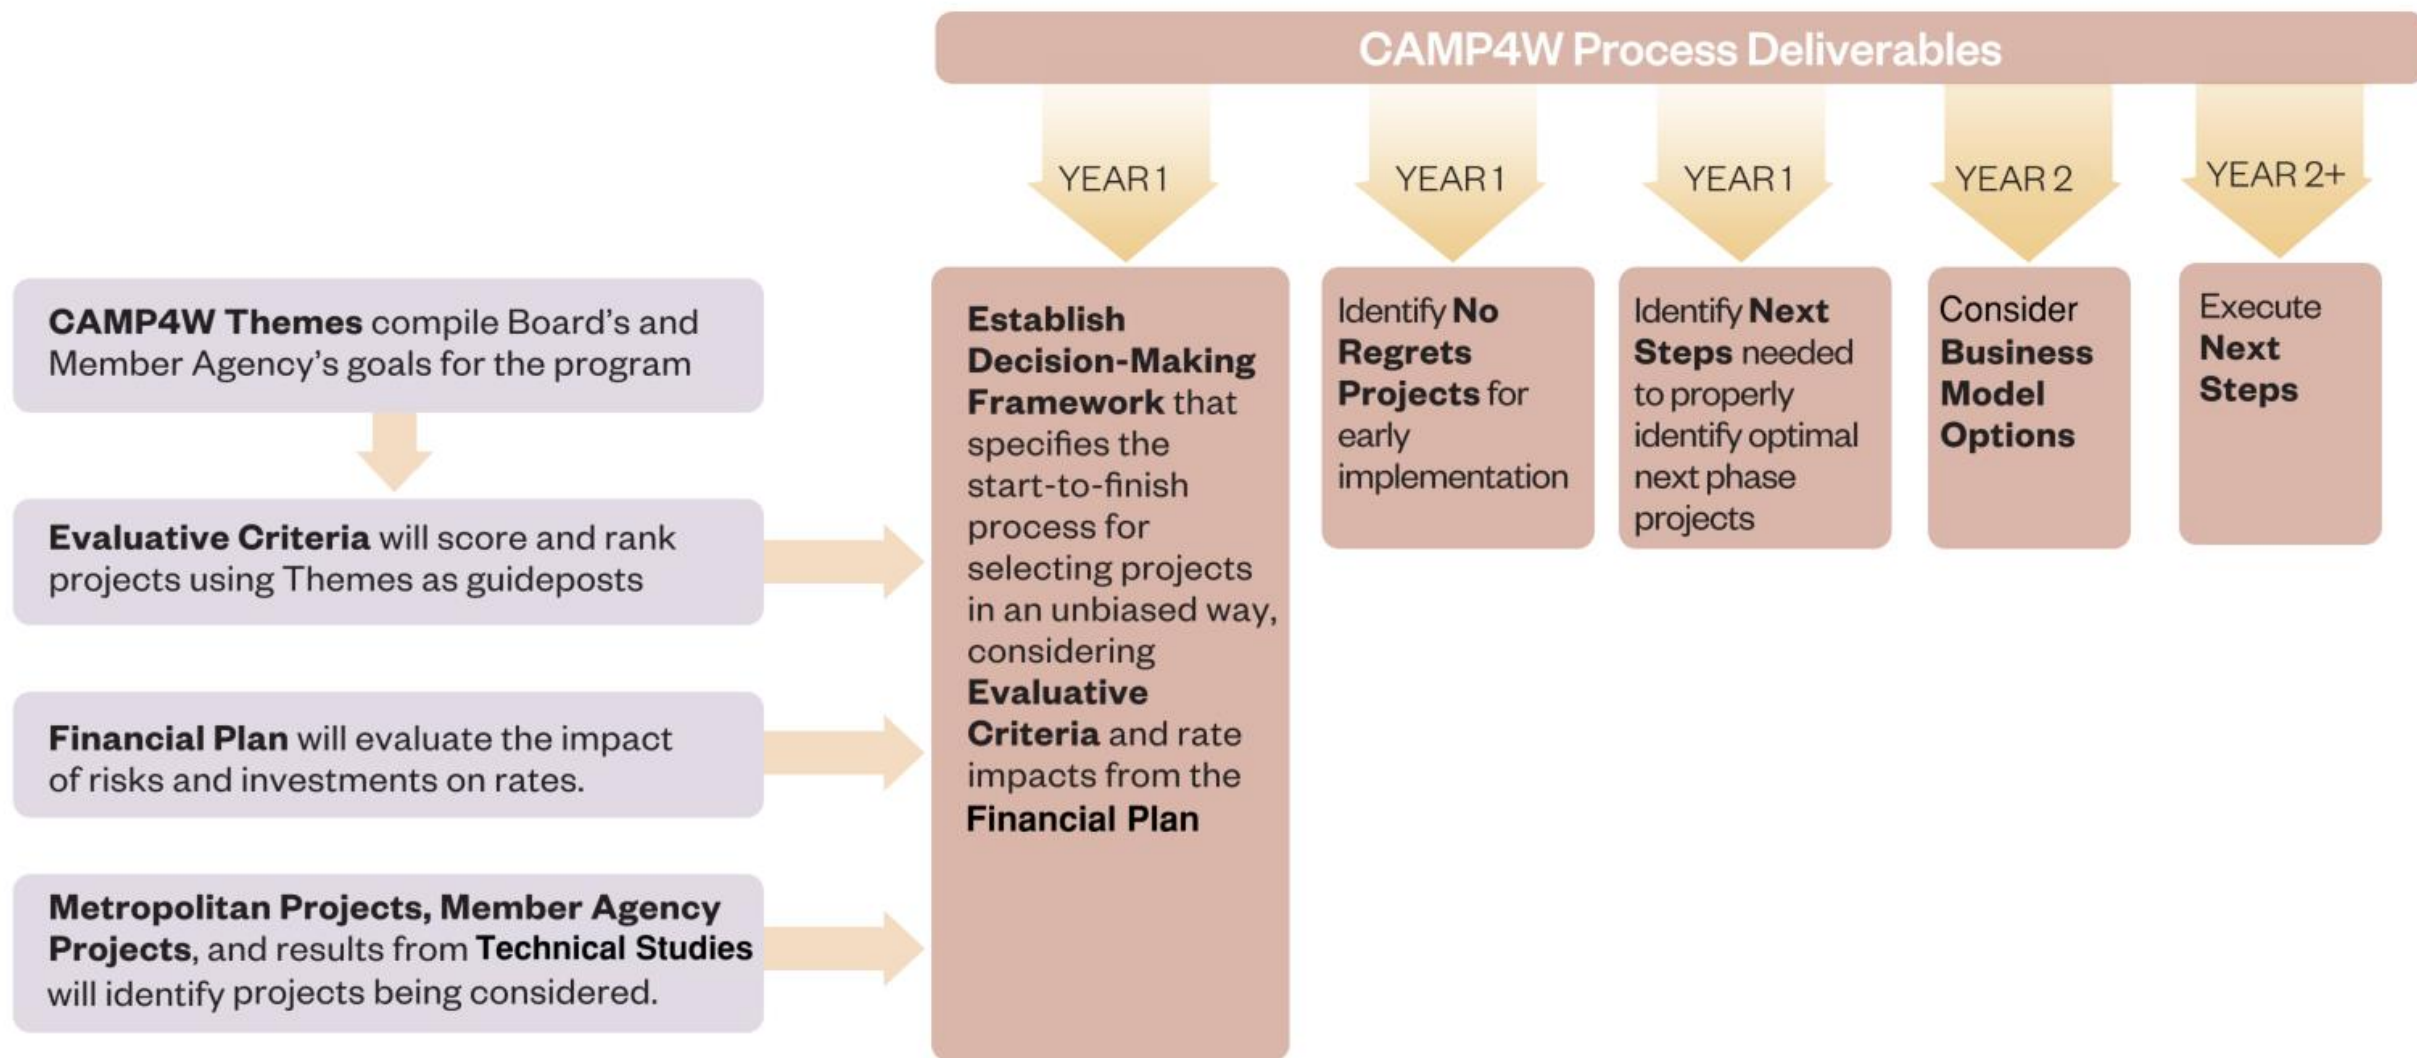 CAMP4W Process Deliverables
YEAR 1
YEAR 1
YEAR 1
YEAR 2
YEAR 2+
CAMP4W Themes compile Board’s and
Member Agency’s goals for the program
Evaluative Criteria will score and rank
projects using Themes as guideposts
Financial Plan will evaluate the impact
of risks and investments on rates.
Metropolitan Projects, Member Agency
Projects, and results from Technical Studies
will identify projects being considered.
Establish
Decision-Making
Framework that
specifies the
start-to-finish
process for
selecting projects
in an unbiased way,
considering
Evaluative
Criteria and rate
impacts from the
Financial Plan
Identify No
Regrets
Projects for
early
implementation
Identify Next
Steps needed
to properly
identify optimal
next phase
projects
Consider
Business
Model
Options
Execute
Next
Steps